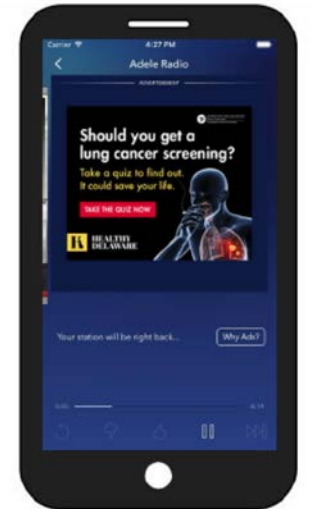 Carrier 4:27 PM
Adele Radio
ADVERTISEMENT
Should you get a
lung cancer screening?
Take a quiz to find out.
It could save your life.
TAKE THE QUIZ NOW
HEALTHY
DELAWARE
Your station will be right back...
Why Ads?